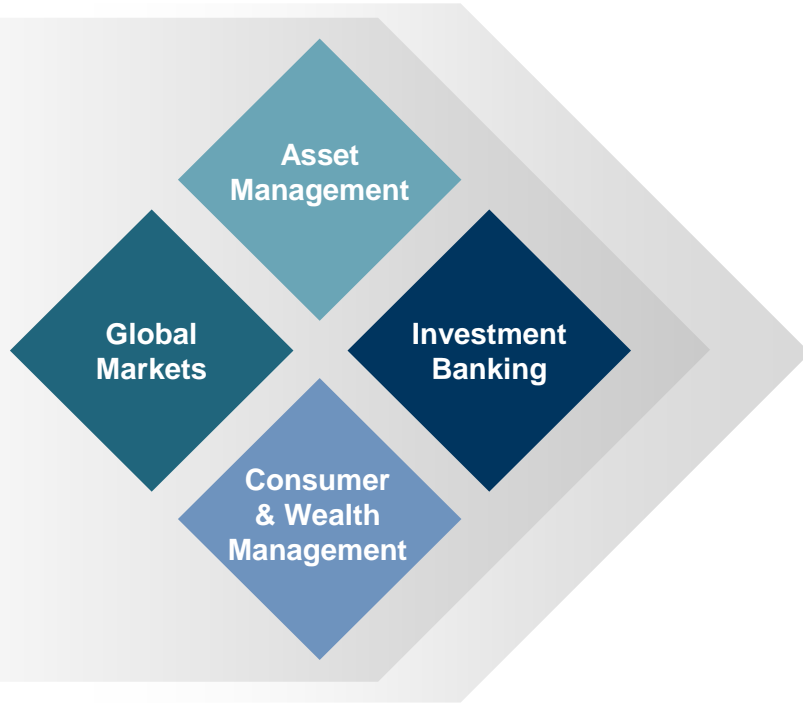 Asset
Management
Global
Markets
Investment
Banking
Consumer
& Wealth
Management